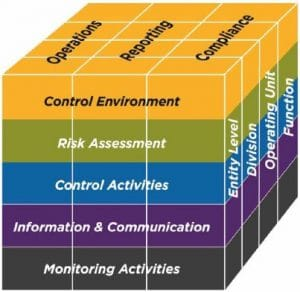 Operations
Reporting
Compliance
Control Environment
Risk Assessment
Control Activities
Information & Communication
Monitoring Activities
Entity Level
Division
Operating Unit
Function